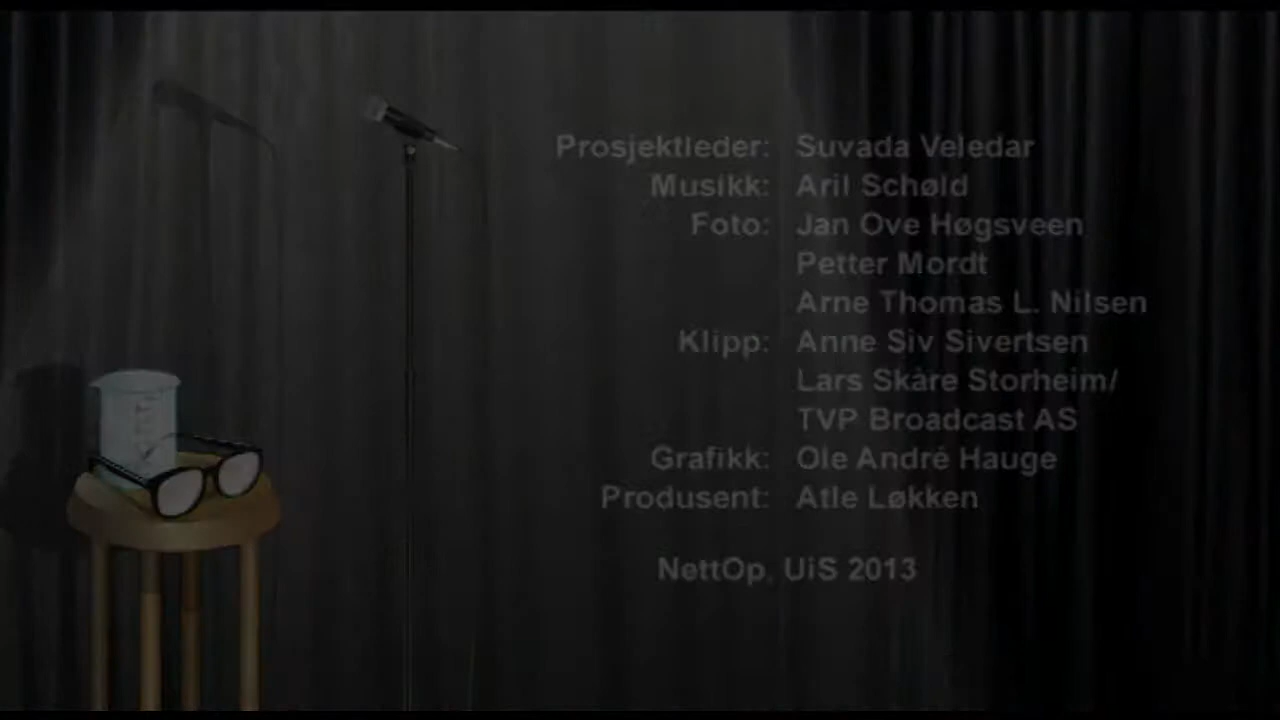 Prosjektleder: Suvada Veledar
Musikk: Aril Schøld
Foto: Jan Ove Høgsveen
Petter Mordt
Arne Thomas L. Nilsen
Klipp: Anne Siv Sivertsen
Lars Skåre Storheim/
TVP Broadcast AS
Grafikk: Ole André Hauge
Produsent: Atle Løkken
NettOp, UiS 2013